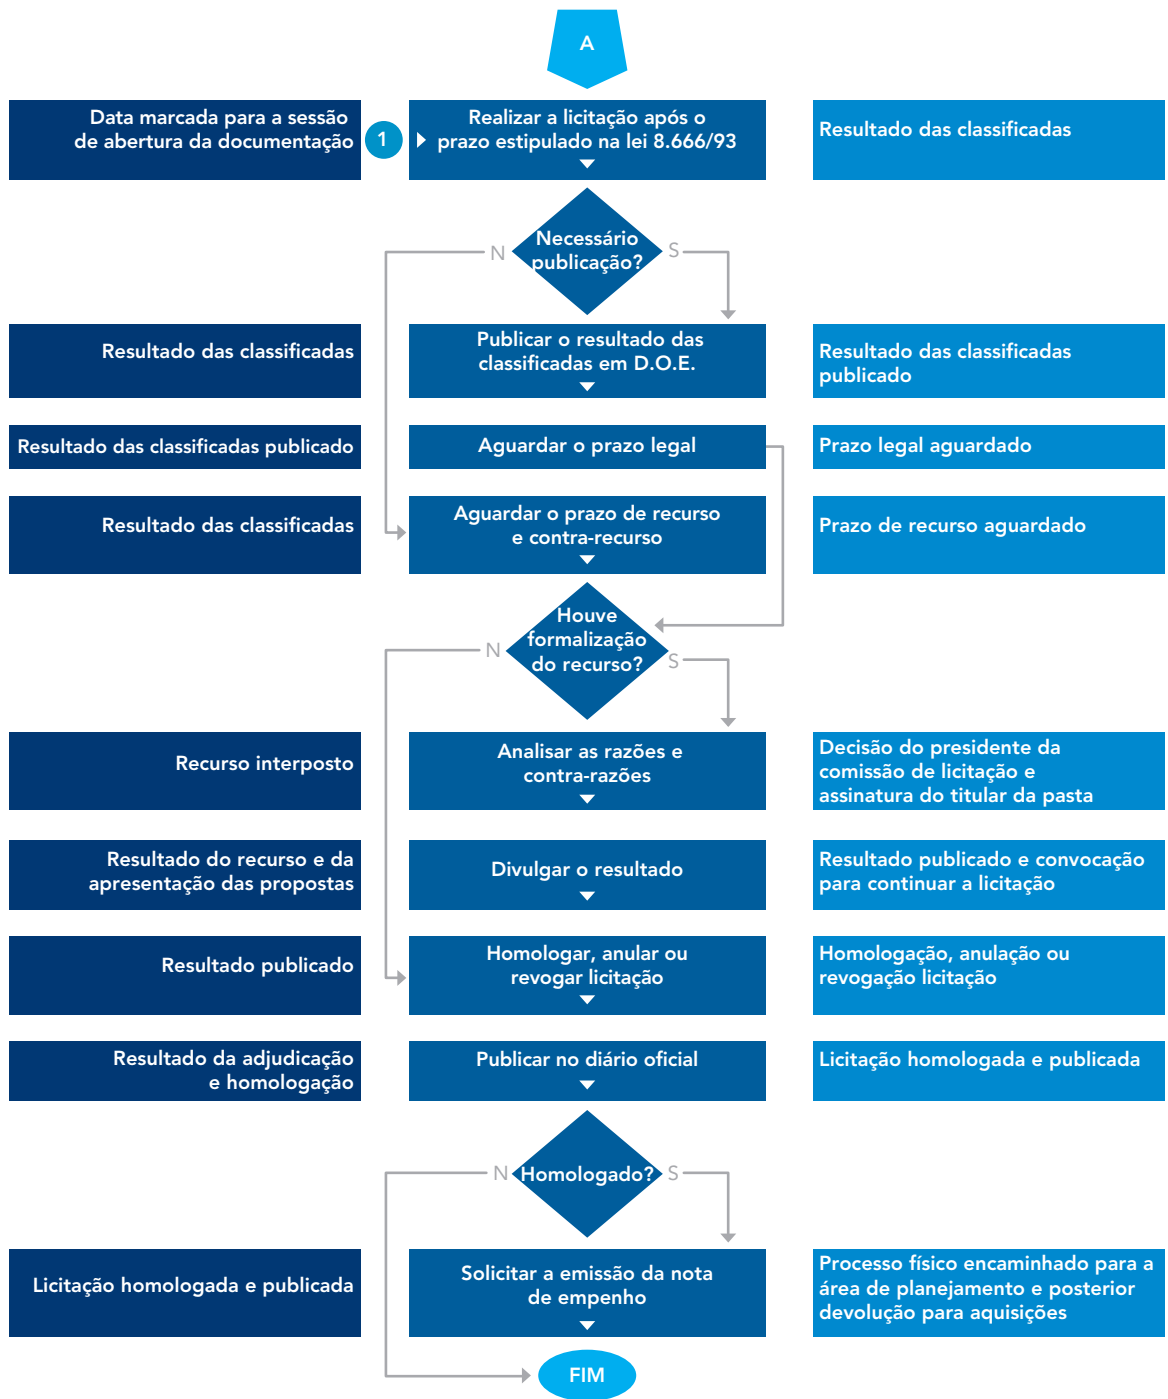 A
Data marcada para a sessão
de abertura da documentação
1
Realizar a licitação após o
prazo estipulado na lei 8.666/93
Resultado das classificadas
Necessário
publicação?
N
S
Resultado das classificadas
Publicar o resultado das
classificadas em D.O.E.
Resultado das classificadas
publicado
Resultado das classificadas publicado
Aguardar o prazo legal
Prazo legal aguardado
Resultado das classificadas
Aguardar o prazo de recurso
e contra-recurso
Prazo de recurso aguardado
Houve
formalização
do recurso?
N
S
Recurso interposto
Analisar as razões e
contra-razões
Decisão do presidente da
comissão de licitação e
assinatura do titular da pasta
Resultado do recurso e da
apresentação das propostas
Divulgar o resultado
Resultado publicado e convocação
para continuar a licitação
Resultado publicado
Homologar, anular ou
revogar licitação
Homologação, anulação ou
revogação licitação
Resultado da adjudicação
e homologação
Publicar no diário oficial
Licitação homologada e publicada
N
Homologado?
S
Licitação homologada e publicada
Solicitar a emissão da nota
de empenho
Processo físico encaminhado para a
área de planejamento e posterior
devolução para aquisições
FIM